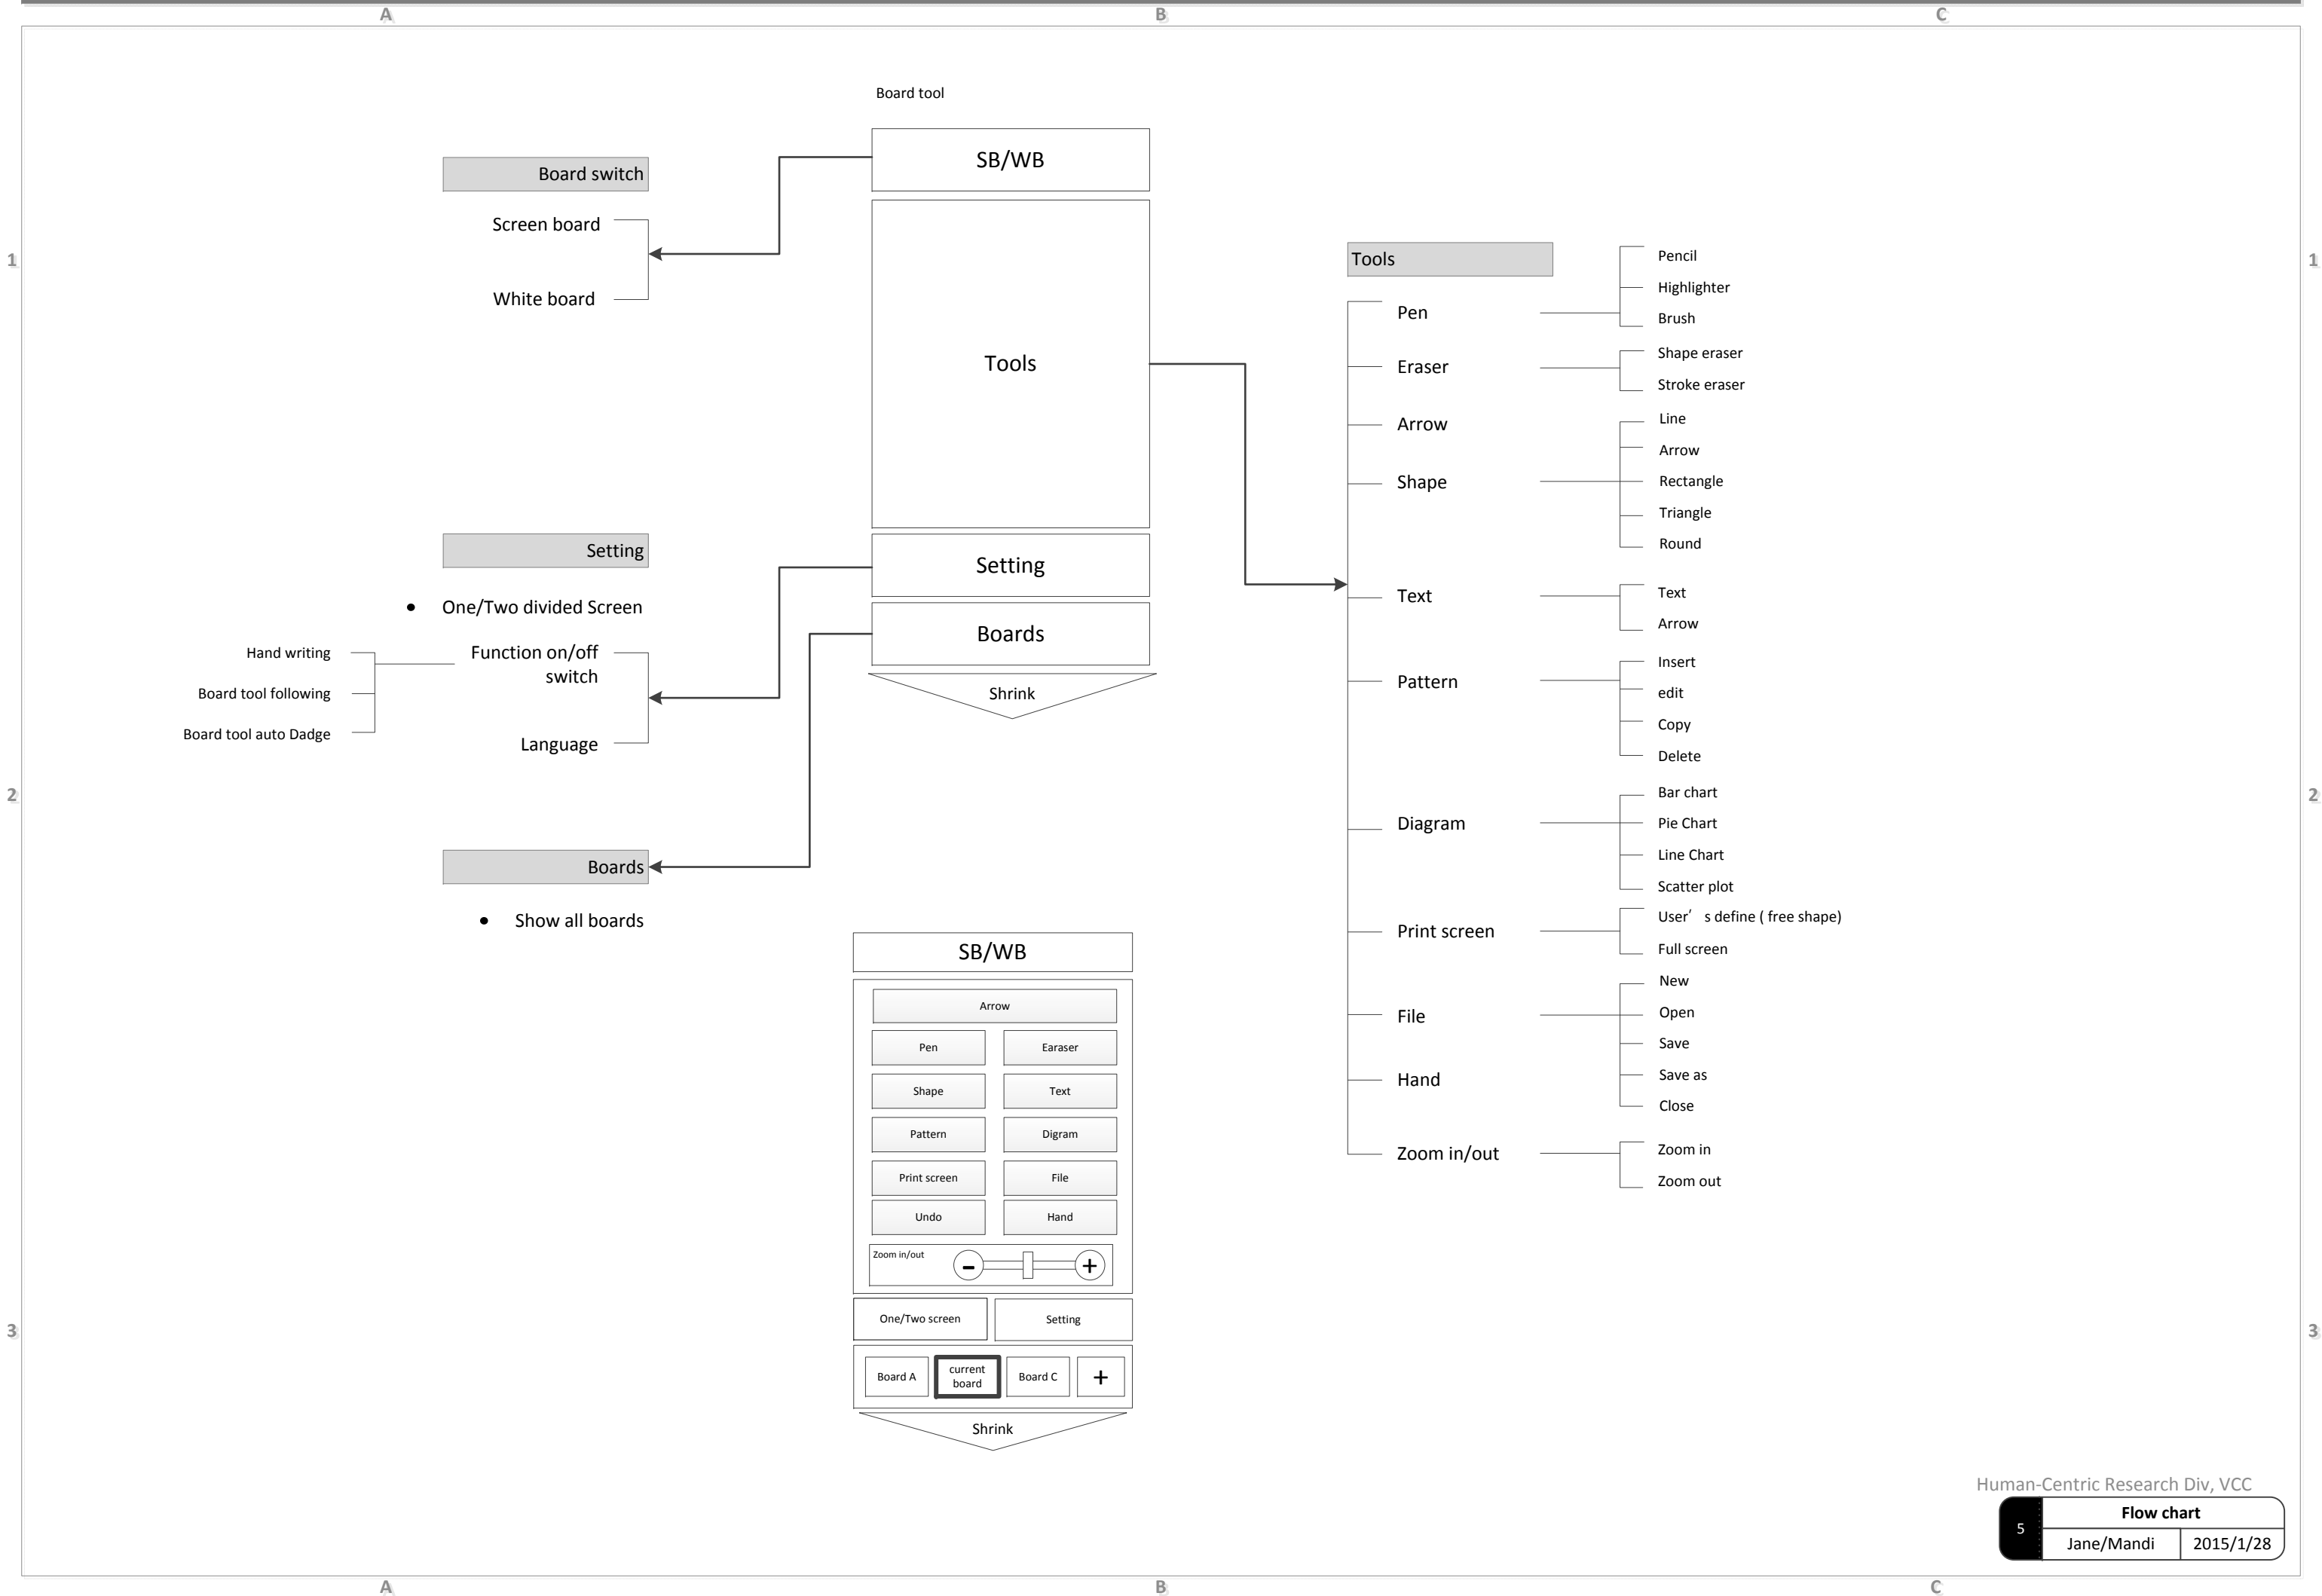 A
B
C
1
1
2
2
3
3
Board tool
SB/WB
Tools
Setting
Boards
Shrink
Board switch
Screen board
White board
Setting
• One/Two divided Screen
Function on/off
switch
Language
Hand writing
Board tool following
Board tool auto Dadge
Boards
• Show all boards
Tools
Pen
Pencil
Highlighter
Brush
Eraser
Shape eraser
Stroke eraser
Arrow
Shape
Line
Arrow
Rectangle
Triangle
Round
Text
Text
Arrow
Pattern
Insert
edit
Copy
Delete
Diagram
Bar chart
Pie Chart
Line Chart
Scatter plot
Print screen
User′ s define ( free shape)
Full screen
File
New
Open
Save
Save as
Close
Hand
Zoom in/out
Zoom in
Zoom out
SB/WB
Arrow
Pen
Earaser
Shape
Text
Pattern
Digram
Print screen
File
Undo
Hand
Zoom in/out
-
+
One/Two screen
Setting
Board A
current
board
Board C
+
Shrink
Human-Centric Research Div, VCC
5
Flow chart
Jane/Mandi
2015/1/28
A
B
C